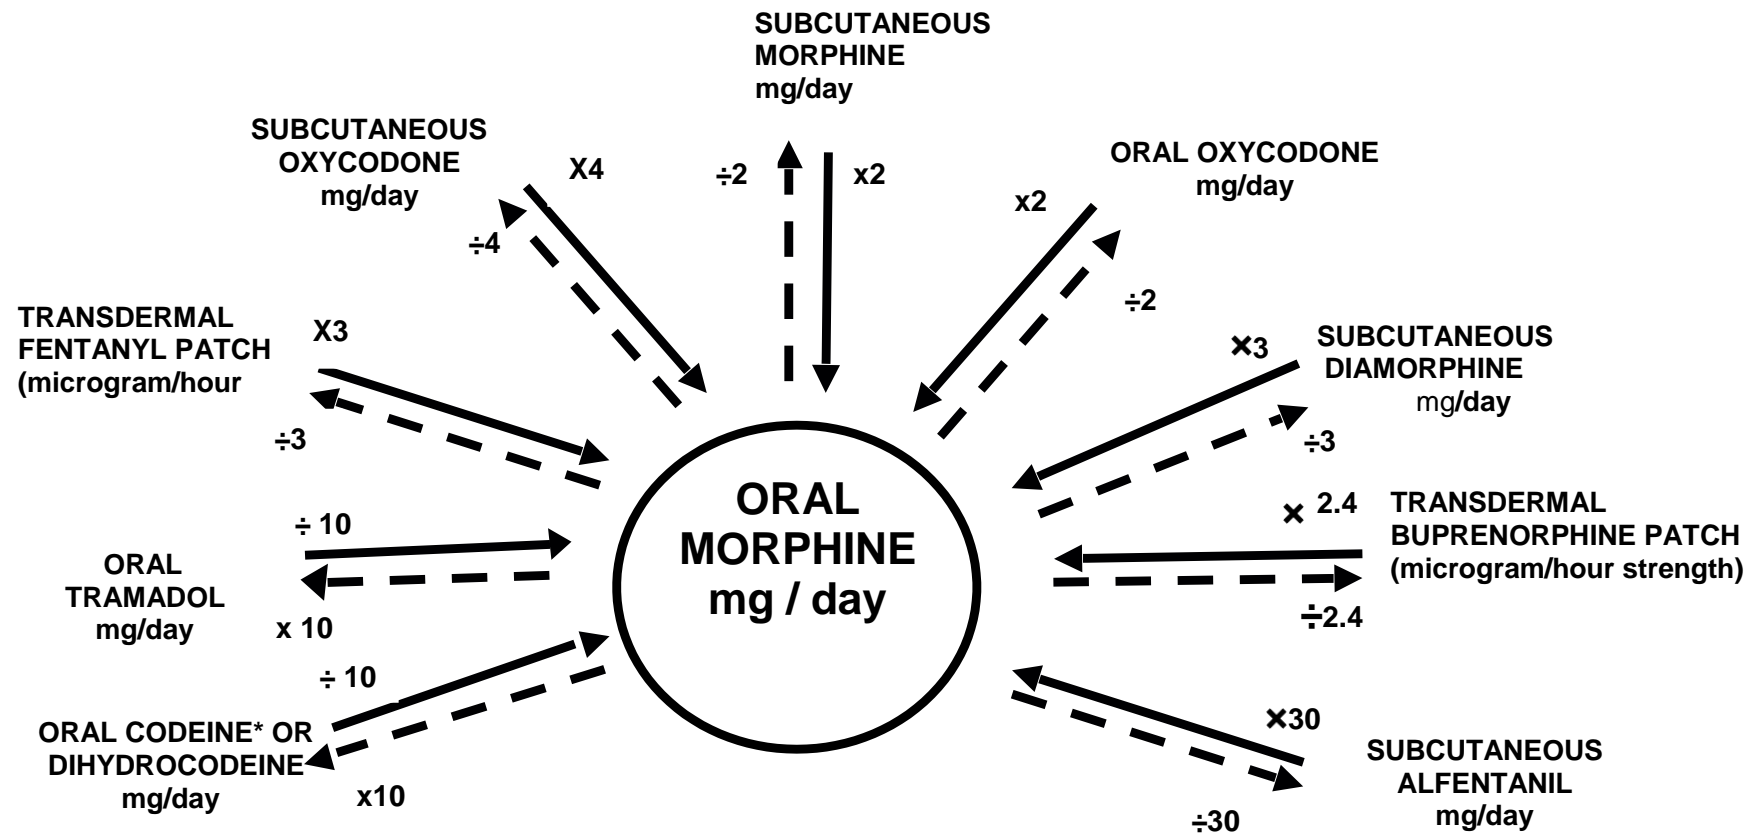 SUBCUTANEOUS
MORPHINE
mg/day
SUBCUTANEOUS
OXYCODONE
mg/day
X4
÷4
÷2
x2
ORAL OXYCODONE
mg/day
x2
÷2
TRANSDERMAL
FENTANYL PATCH
(microgram/hour
X3
÷3
SUBCUTANEOUS
DIAMORPHINE
mg/day
×3
÷3
ORAL
MORPHINE
mg / day
TRANSDERMAL
BUPRENORPHINE PATCH
(microgram/hour strength)
× 2.4
÷2.4
ORAL
TRAMADOL
mg/day
÷ 10
x 10
ORAL CODEINE* OR
DIHYDROCODEINE
mg/day
÷ 10
x10
SUBCUTANEOUS
ALFENTANIL
mg/day
×30
÷30